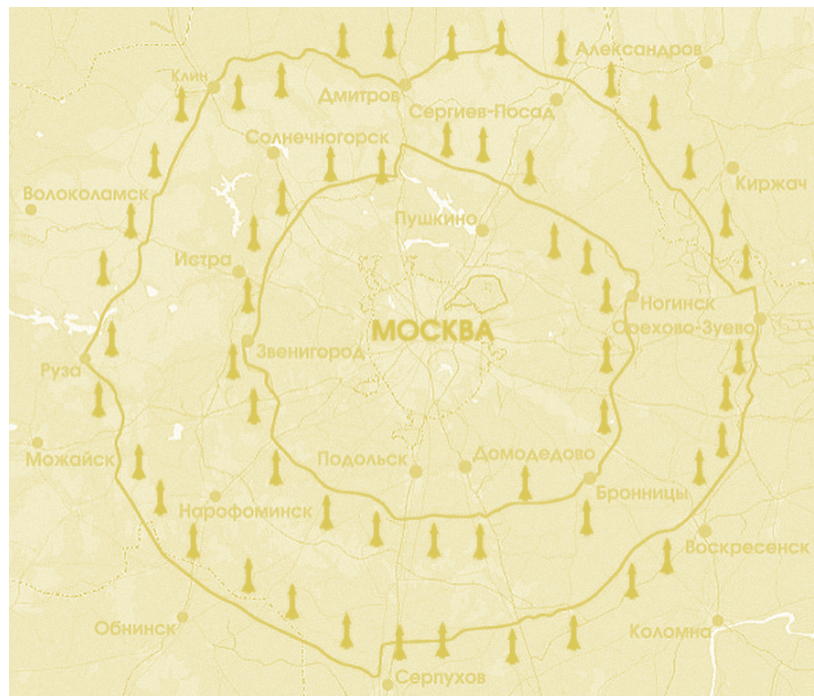 Александров
Клин
Дмитров
Сергиев-Посад
Солнечногорск
Киржач
Волоколамск
Пушкино
Истра
Ногинск
МОСКВА
Орехово-Зуево
Звенигород
Руза
Домодедово
Можайск
Подольск
Бронницы
Нарофоминск
Воскресенск
Обнинск
Коломна
Серпухов